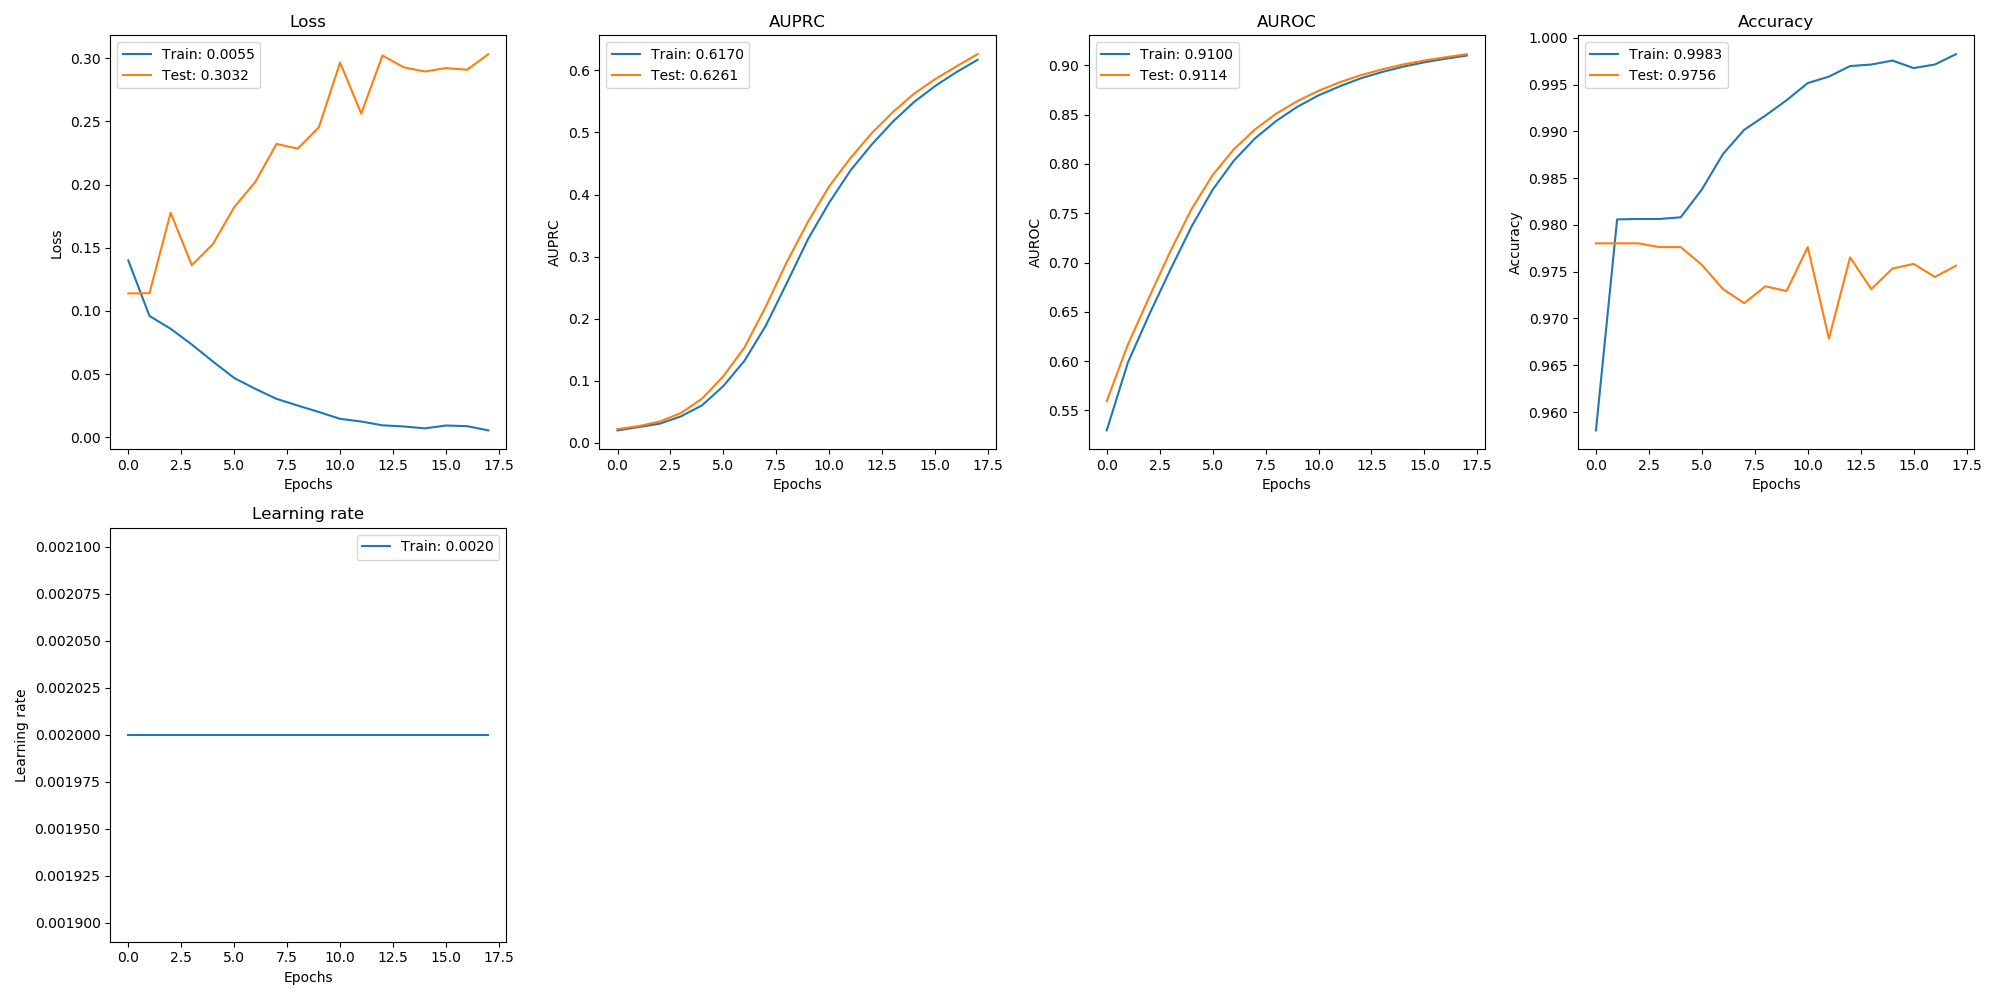 Loss
Train: 0.0055
Test: 0.3032
0.30
0.25
0.20
0.15
0.10
0.05
0.00
Loss
0.0 2.5 5.0 7.5 10.0 12.5 15.0 17.5
Epochs
AUPRC
Train: 0.6170
Test: 0.6261
0.6
0.5
0.4
0.3
0.2
0.1
0.0
AUPRC
0.0 2.5 5.0 7.5 10.0 12.5 15.0 17.5
Epochs
AUROC
Train: 0.9100
Test: 0.9114
0.90
0.85
0.80
0.75
0.70
0.65
0.60
0.55
AUROC
0.0 2.5 5.0 7.5 10.0 12.5 15.0 17.5
Epochs
Accuracy
Train: 0.9983
Test: 0.9756
1.000
0.995
0.990
0.985
0.980
0.975
0.970
0.965
0.960
Accuracy
0.0 2.5 5.0 7.5 10.0 12.5 15.0 17.5
Epochs
Learning rate
Train: 0.0020
0.002100
0.002075
0.002050
0.002025
0.002000
0.001975
0.001950
0.001925
0.001900
Learning rate
0.0 2.5 5.0 7.5 10.0 12.5 15.0 17.5
Epochs